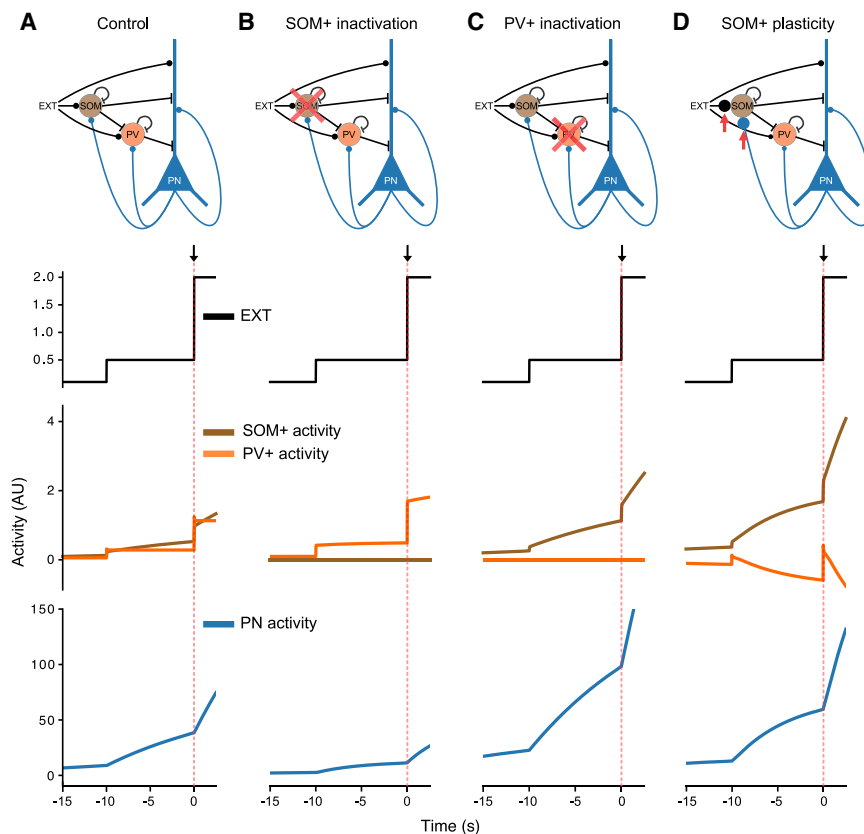 A Control
B SOM+ inactivation
C PV+ inactivation
D SOM+ plasticity
EXT SOM PV PN
EXT SOM PV PN
EXT SOM PN
EXT SOM PV PN
2.0
1.5
1.0
0.5
EXT
4
2
0
Activity (AU)
SOM+ activity
PV+ activity
150
100
50
0
PN activity
-15 -10 -5 0
-15 -10 -5 0
-15 -10 -5 0
-15 -10 -5 0
Time (s)